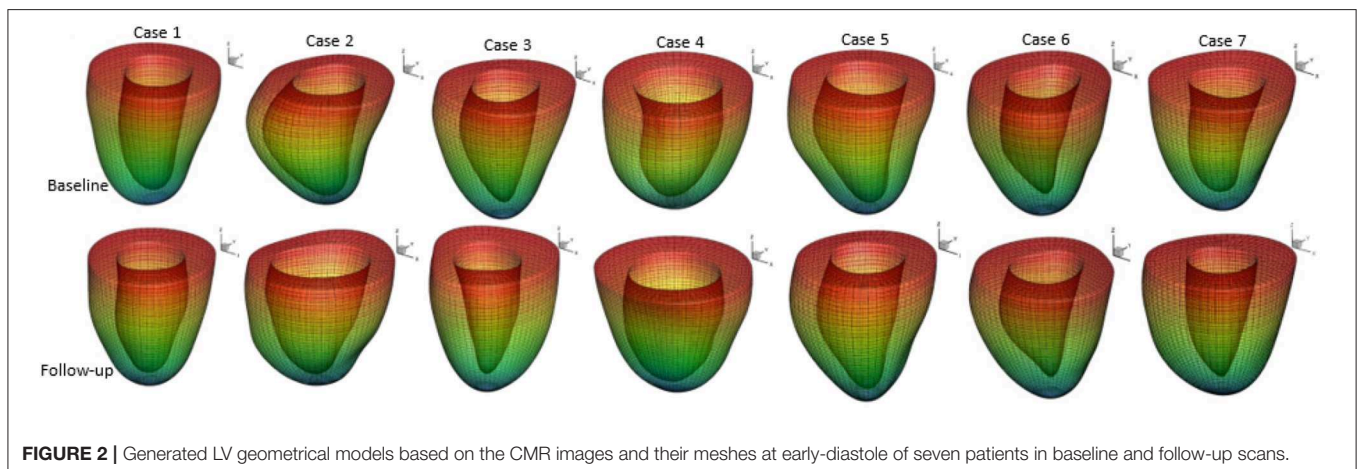 Case 1 Case 2 Case 3 Case 4 Case 5 Case 6 Case 7
Baseline
Follow-up
FIGURE 2 | Generated LV geometrical models based on the CMR images and their meshes at early-diastole of seven patients in baseline and follow-up scans.